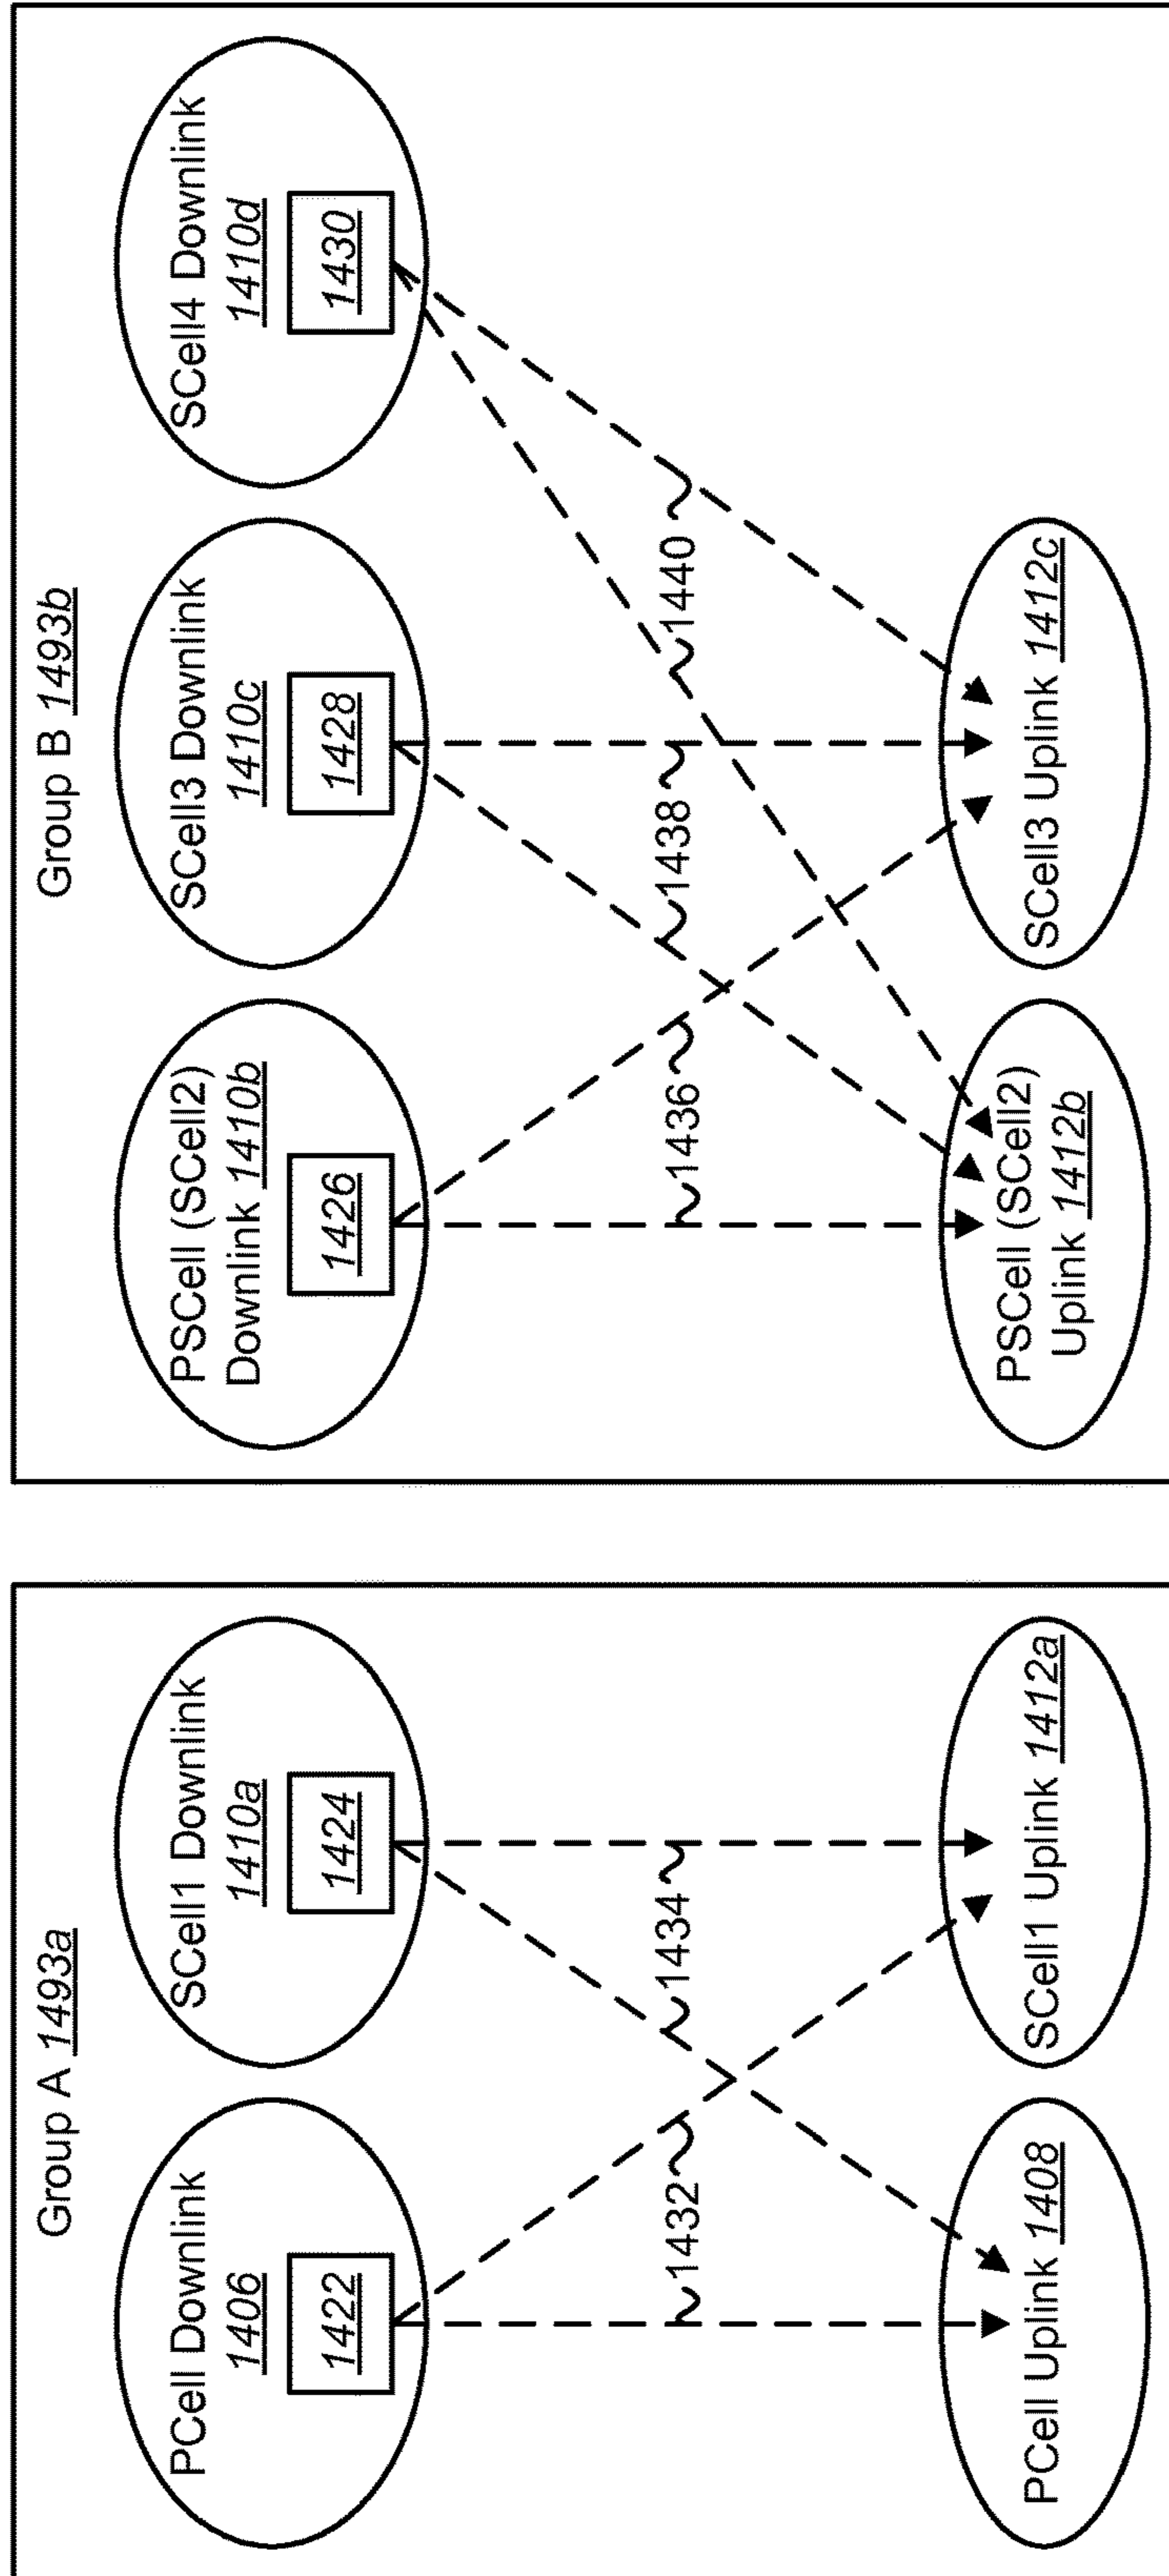 Group A 1493a
PCell Downlink
1406
1422
SCell1 Downlink
1410a
1424
1432
1434
PCell Uplink 1408
SCell1 Uplink 1412a
Group B 1493b
PSCell (SCell2)
Downlink 1410b
1426
SCell3 Downlink
1410c
1428
SCell4 Downlink
1410d
1430
1436
1438
1440
PSCell (SCell2)
Uplink 1412b
SCell3 Uplink 1412c